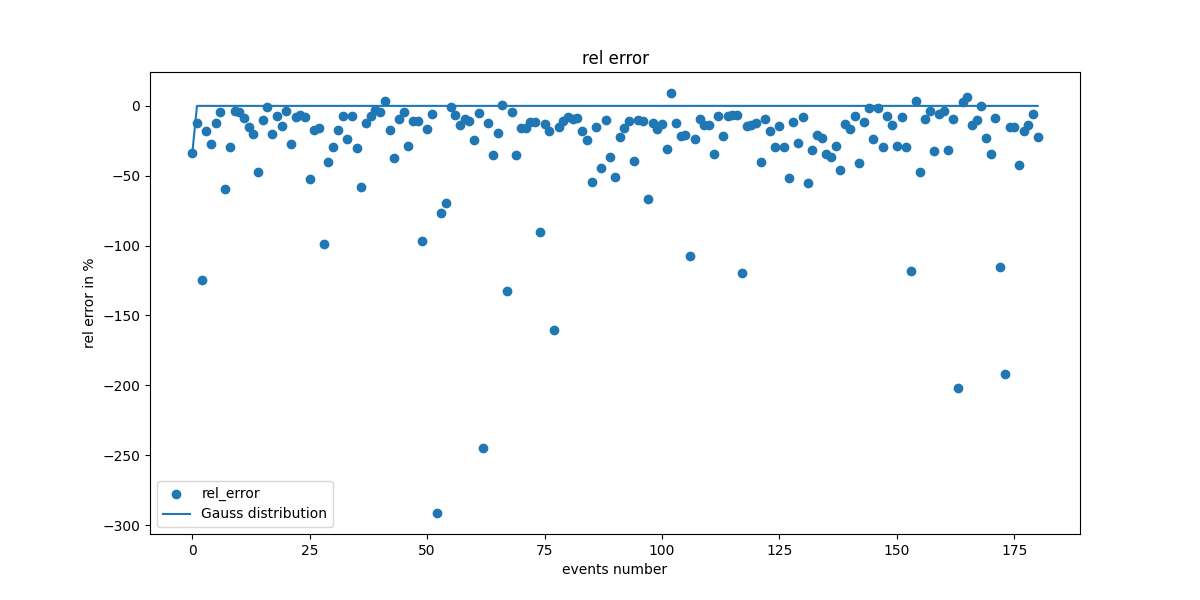 rel error
rel error in %
0
−50
−100
−150
−200
−250
−300
rel_error
Gauss distribution
0 25 50 75 100 125 150 175
events number